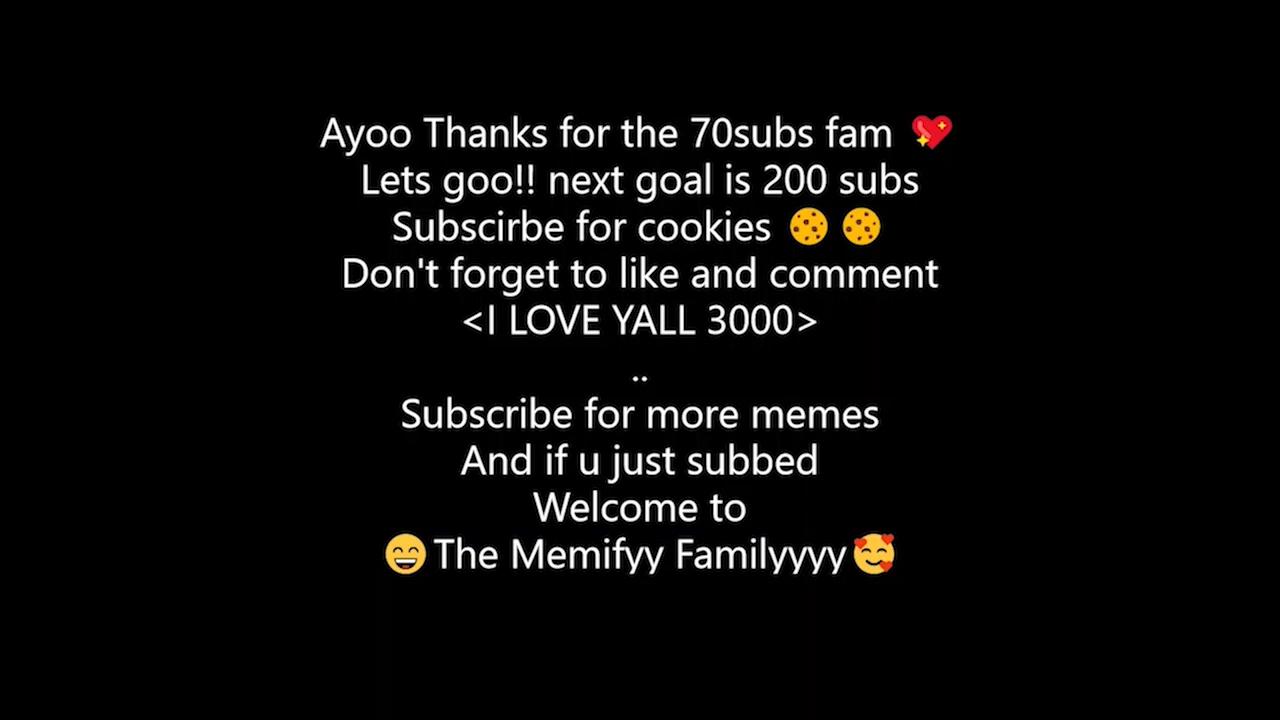 Ayoo Thanks for the 70subs fam 💖
Lets goo!! next goal is 200 subs
Subscirbe for cookies 🍪 🍪
Don't forget to like and comment
<I LOVE YALL 3000>
..
Subscribe for more memes
And if u just subbed
Welcome to
😄The Memifyy Familyyyy🥰